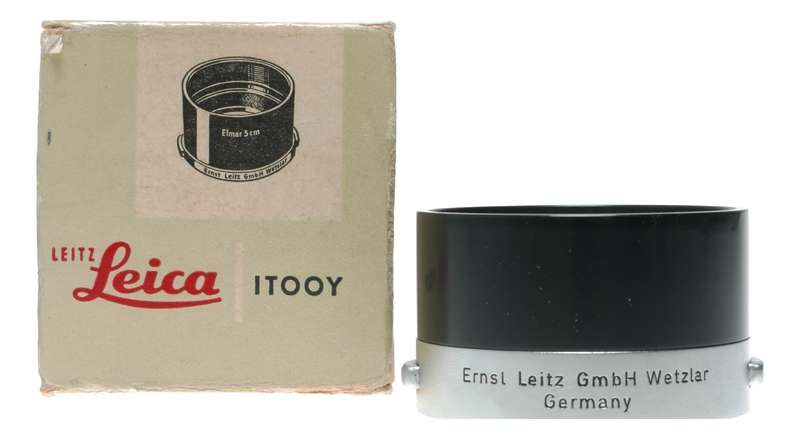 Elmar 5cm
Ernst Leitz GmbH Wetzlar
LEITZ
Leica
ITOOY
Ernst Leitz GmbH Wetzlar
Germany